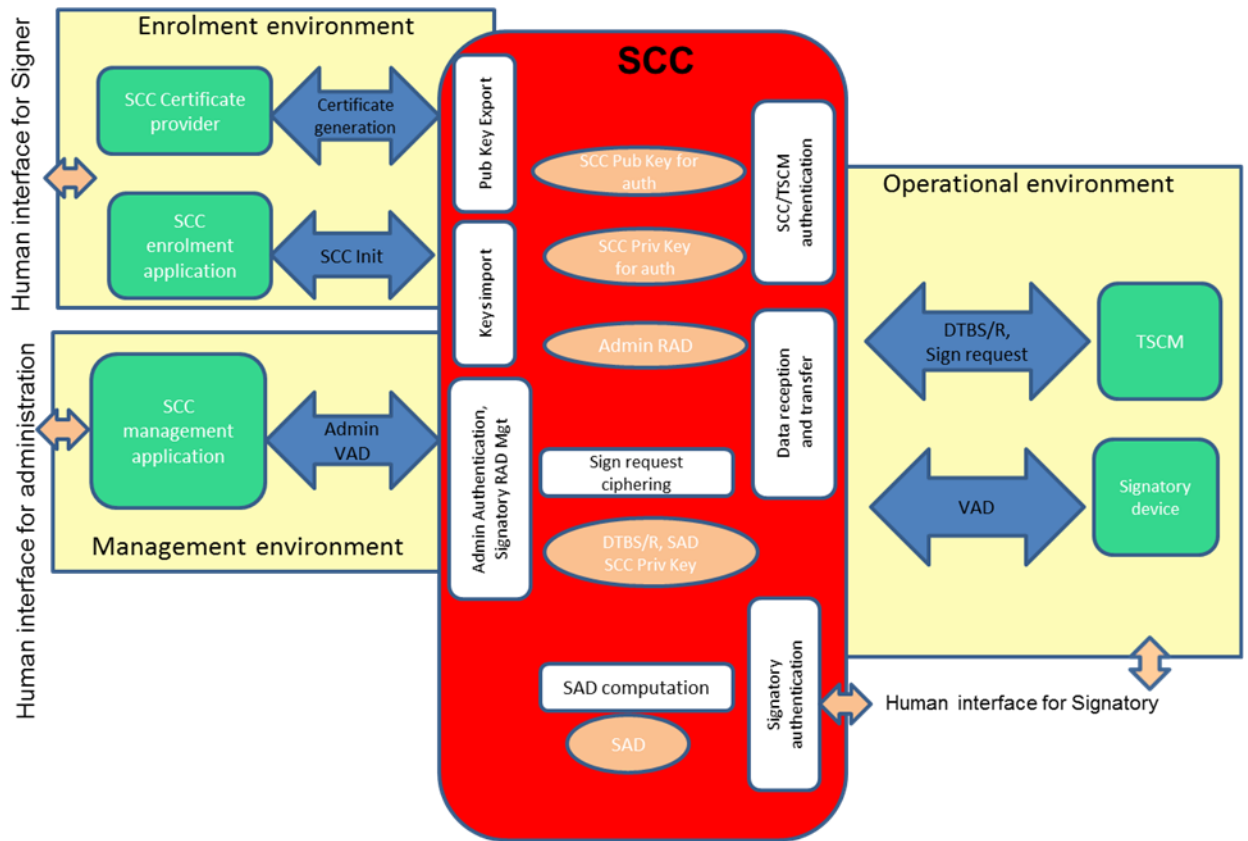 Human interface for Signer
Enrolment environment
SCC Certificate
provider
Certificate
generation
SCC
enrolment
application
SCC Init
Human interface for administration
SCC
management
application
Admin
VAD
Management environment
SCC
Pub Key Export
Keys import
Admin Authentication,
Signatory RAD Mgt
SCC Pub Key for
auth
SCC Priv Key
for auth
Admin RAD
Sign request
ciphering
DTBS/R, SAD
SCC Priv Key
SAD computation
SAD
SCC/TSCM
authentication
Data reception
and transfer
Signatory
authentication
Operational environment
DTBS/R,
Sign request
TSCM
VAD
Signatory
device
Human interface for Signatory